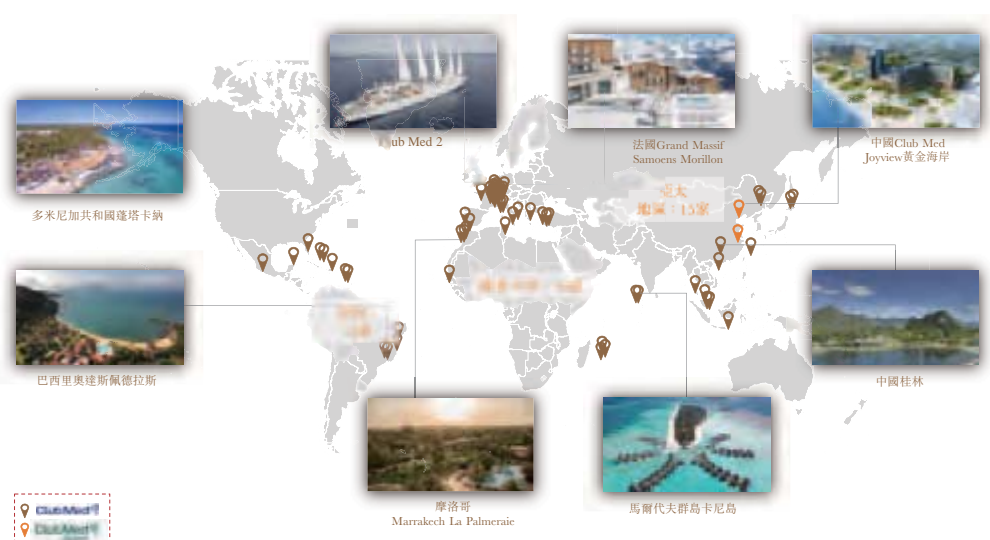 Club Med 2
法國Grand Massif
Samoens Morillon
中國Club Med
Joyview黃金海岸
多米尼加共和國蓬塔卡納
亞太
地區：15家
巴西里奧達斯佩德拉斯
中國桂林
摩洛哥
Marrakech La Palmeraie
馬爾代夫群島卡尼島
ClubMed
ClubMed